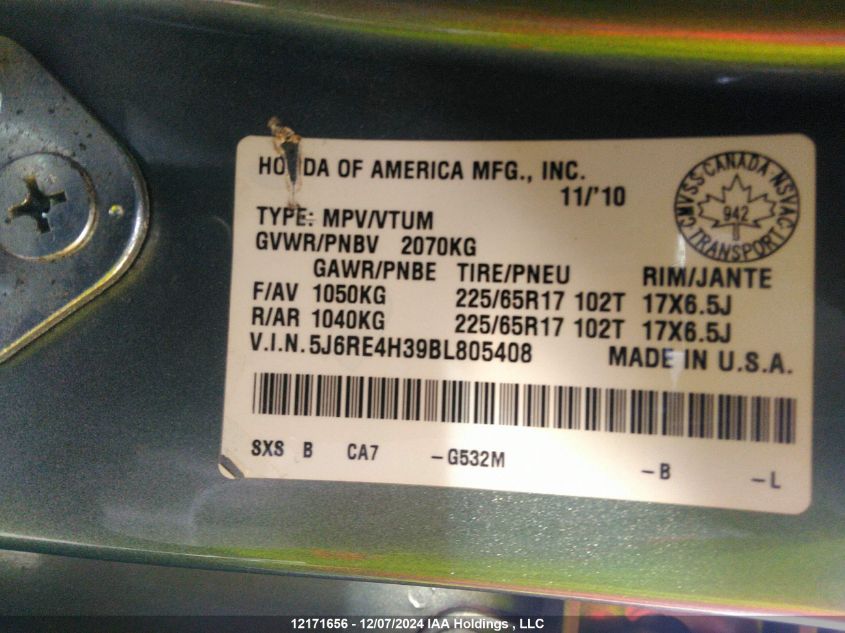 HONDA OF AMERICA MFG., INC.
11/'10
TYPE: MPV/VTUM
GVWR/PNBV 2070KG
GAWR/PNBE TIRE/PNEU RIM/JANTE
F/AV 1050KG 225/65R17 102T 17X6.5J
R/AR 1040KG 225/65R17 102T 17X6.5J
V.I.N. 5J6RE4H39BL805408 MADE IN U.S.A.
SXS B CA7 -G532M -B -L
CANADA
CMVSS NSVAC
942
TRANSPORT
12171656 - 12/07/2024 IAA Holdings , LLC